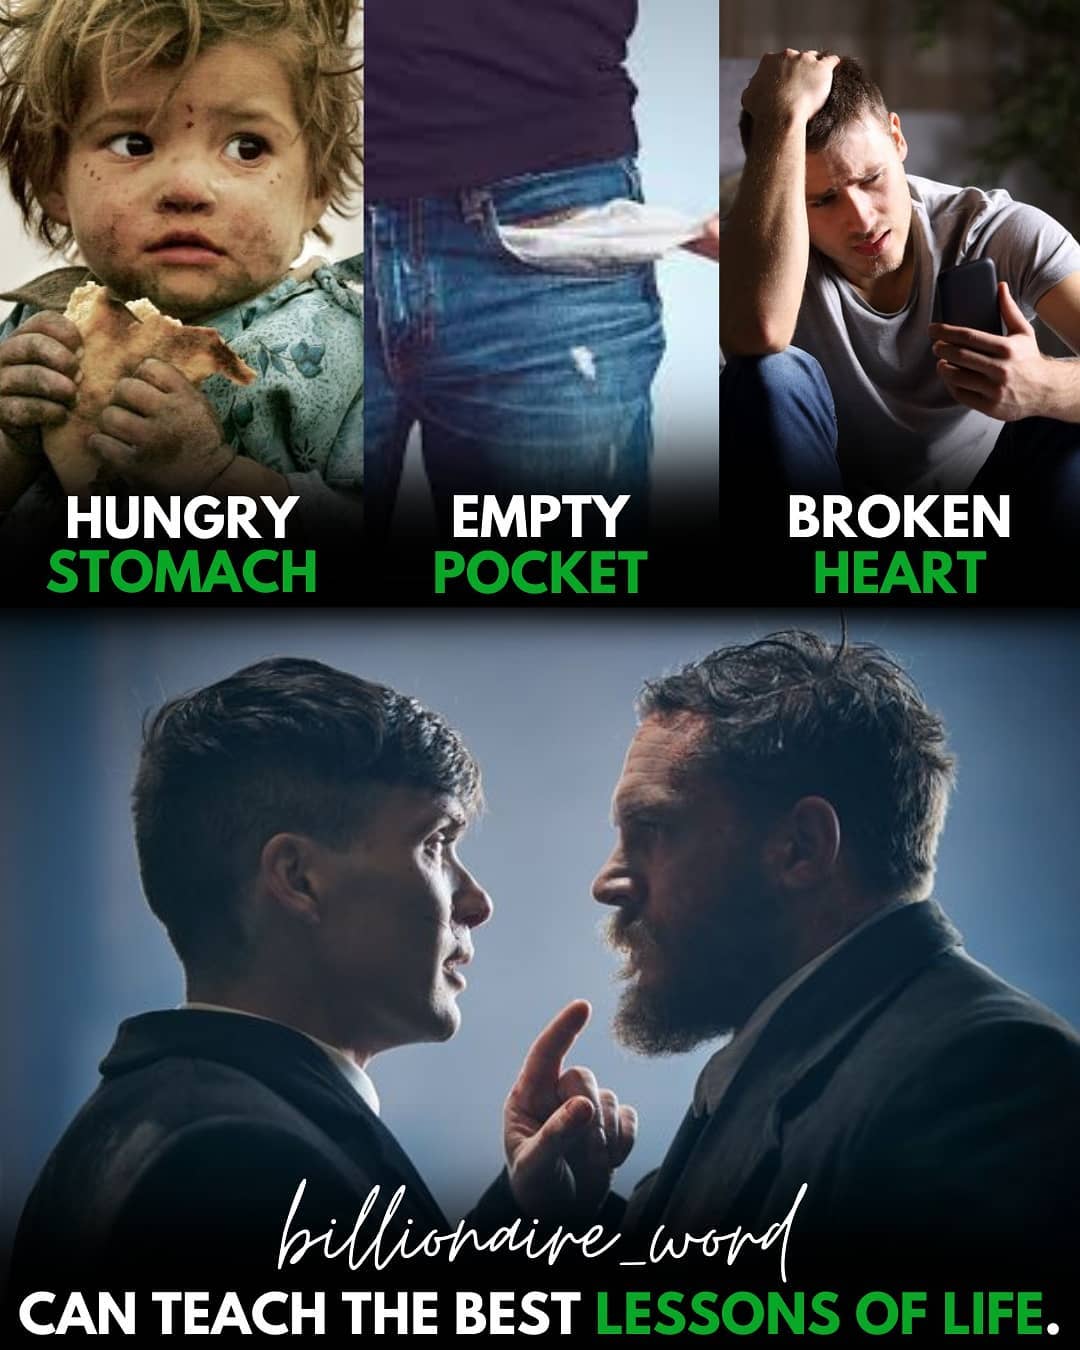 HUNGRY
STOMACH
EMPTY
POCKET
BROKEN
HEART
billionaire_word
CAN TEACH THE BEST LESSONS OF LIFE.